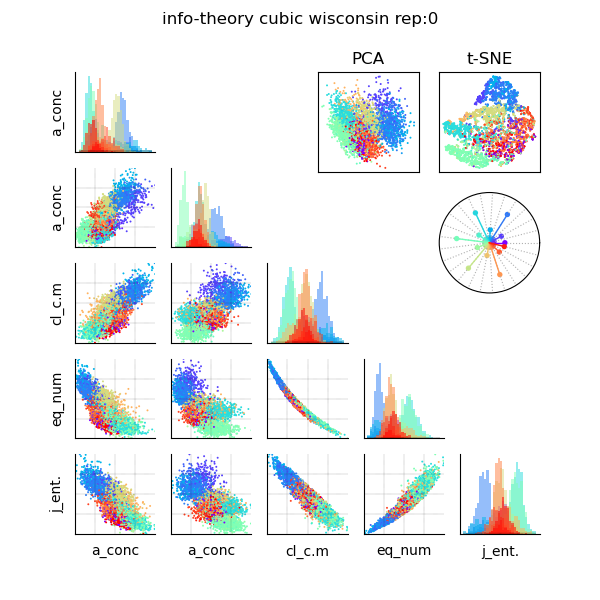 info-theory cubic wisconsin rep:0
PCA
t-SNE
a_conc
a_conc
cl_c.m
eq_num
j_ent.
a_conc
a_conc
cl_c.m
eq_num
j_ent.